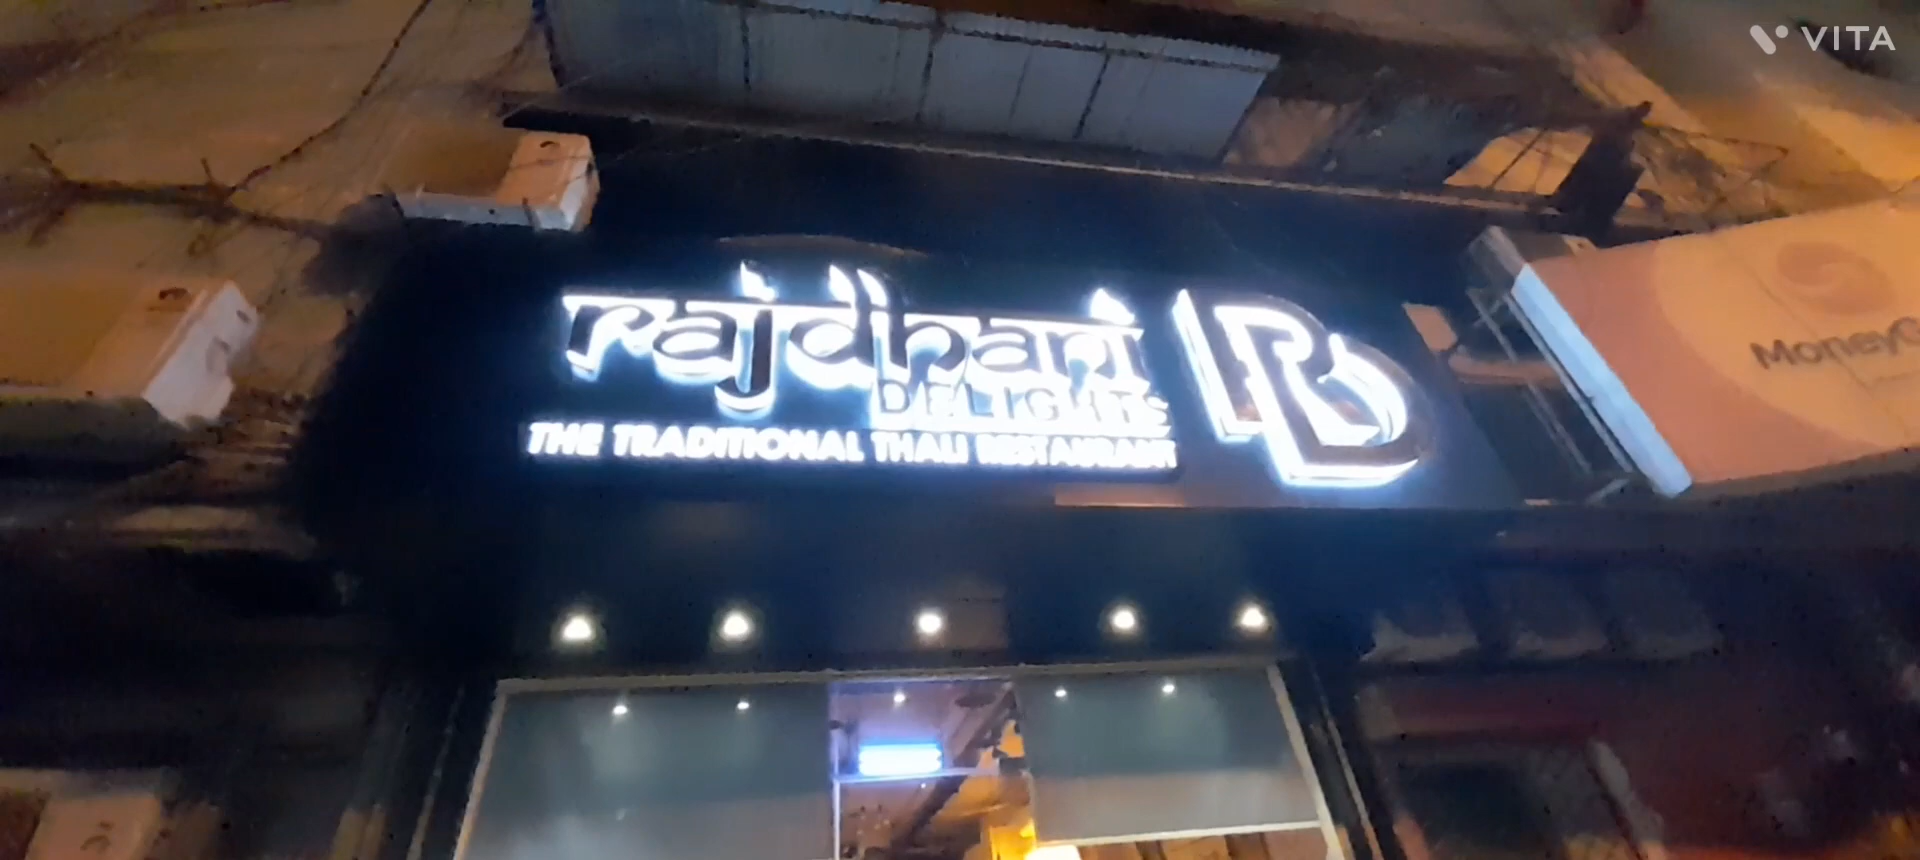 VITA
rajdhani
DELIGHTS
THE TRADITIONAL THALI RESTAURANT
RD